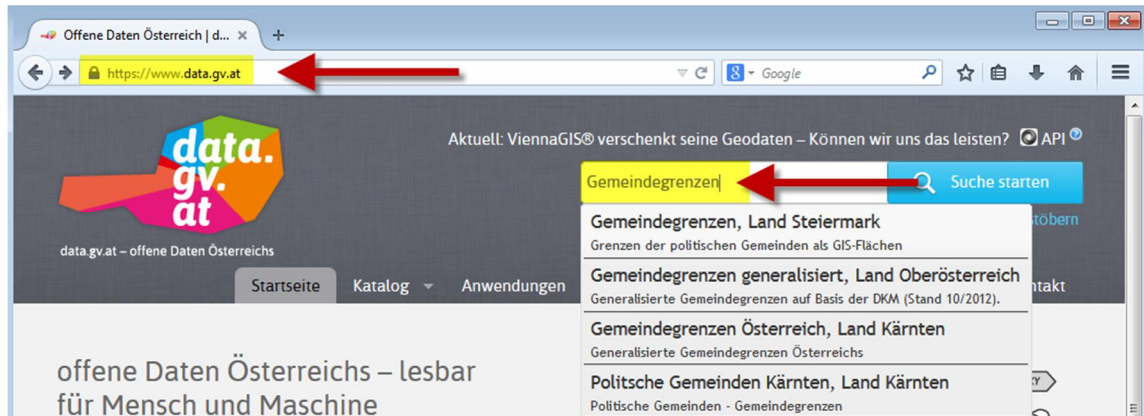 Offene Daten Österreich | d... × +
https://www.data.gv.at
8 Google
Aktuell: ViennaGIS® verschenkt seine Geodaten – Können wir uns das leisten? API ?
data.
gv.
at
data.gv.at – offene Daten Österreichs
Gemeindegrenzen
Suche starten
töbern
Gemeindegrenzen, Land Steiermark
Grenzen der politischen Gemeinden als GIS-Flächen
Startseite Katalog Anwendungen
ntakt
Gemeindegrenzen generalisiert, Land Oberösterreich
Generalisierte Gemeindegrenzen auf Basis der DKM (Stand 10/2012).
Gemeindegrenzen Österreich, Land Kärnten
Generalisierte Gemeindegrenzen Österreichs
Politsche Gemeinden Kärnten, Land Kärnten
Politische Gemeinden - Gemeindegrenzen
offene Daten Österreichs – lesbar
für Mensch und Maschine